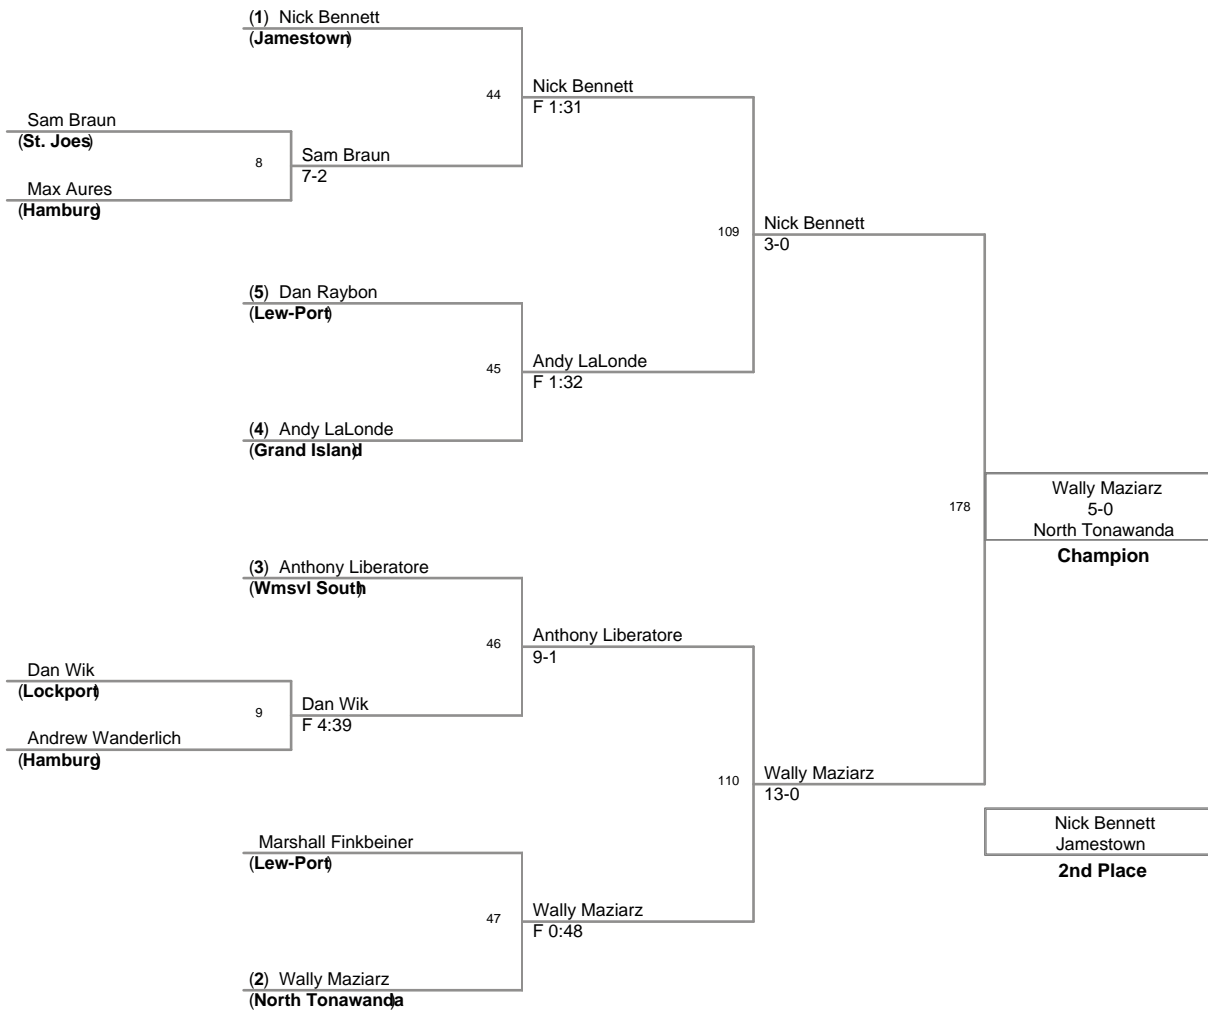 (1) Nick Bennett
(Jamestown)
44
Nick Bennett
F 1:31
Sam Braun
(St. Joes)
8
Sam Braun
7-2
Max Aures
(Hamburg)
109
Nick Bennett
3-0
(5) Dan Raybon
(Lew-Port)
45
Andy LaLonde
F 1:32
(4) Andy LaLonde
(Grand Island)
178
Wally Maziarz
5-0
North Tonawanda
Champion
(3) Anthony Liberatore
(Wmsvl South)
46
Anthony Liberatore
9-1
Dan Wik
(Lockport)
9
Dan Wik
F 4:39
Andrew Wanderlich
(Hamburg)
110
Wally Maziarz
13-0
Marshall Finkbeiner
(Lew-Port)
47
Wally Maziarz
F 0:48
(2) Wally Maziarz
(North Tonawanda)
Nick Bennett
Jamestown
2nd Place